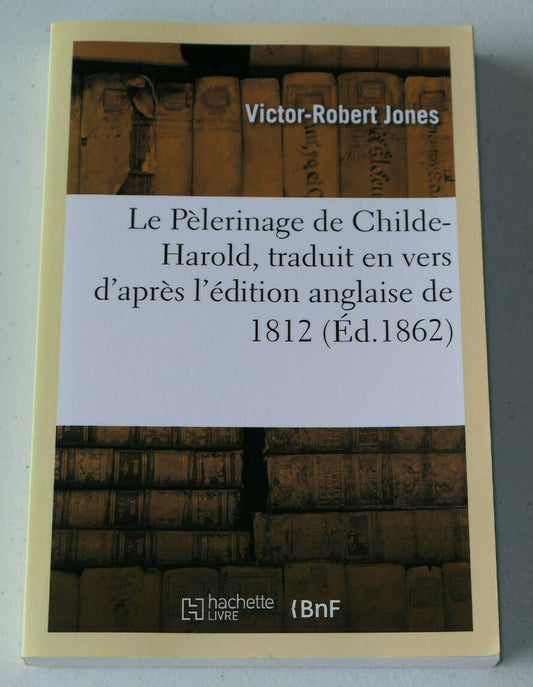 Victor-Robert Jones
Le Pèlerinage de Childe-
Harold, traduit en vers
d'après l'édition anglaise de
1812 (Éd.1862)
hachette
LIVRE
BnF